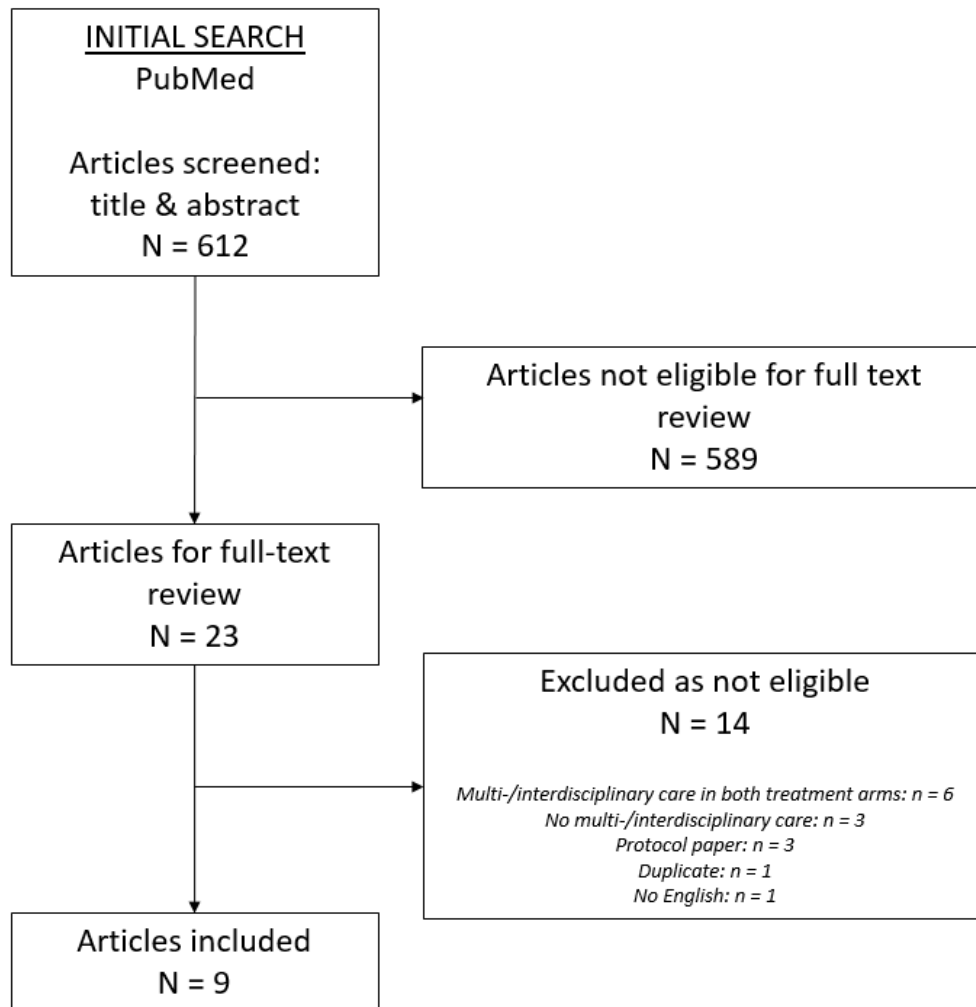 INITIAL SEARCH
PubMed
Articles screened:
title & abstract
N = 612
Articles not eligible for full text
review
N = 589
Articles for full-text
review
N = 23
Excluded as not eligible
N = 14
Multi-/interdisciplinary care in both treatment arms: n = 6
No multi-/interdisciplinary care: n = 3
Protocol paper: n = 3
Duplicate: n = 1
No English: n = 1
Articles included
N = 9